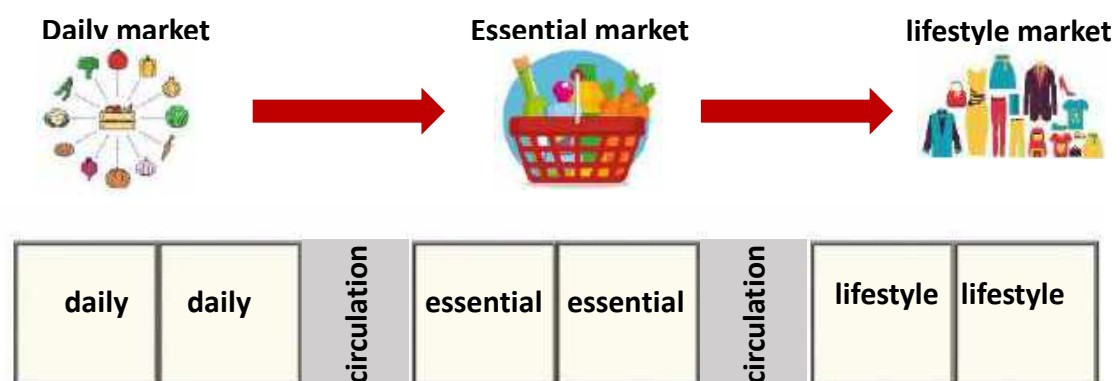 Daily market
Essential market
lifestyle market
daily
daily
circulation
essential
essential
circulation
lifestyle
lifestyle